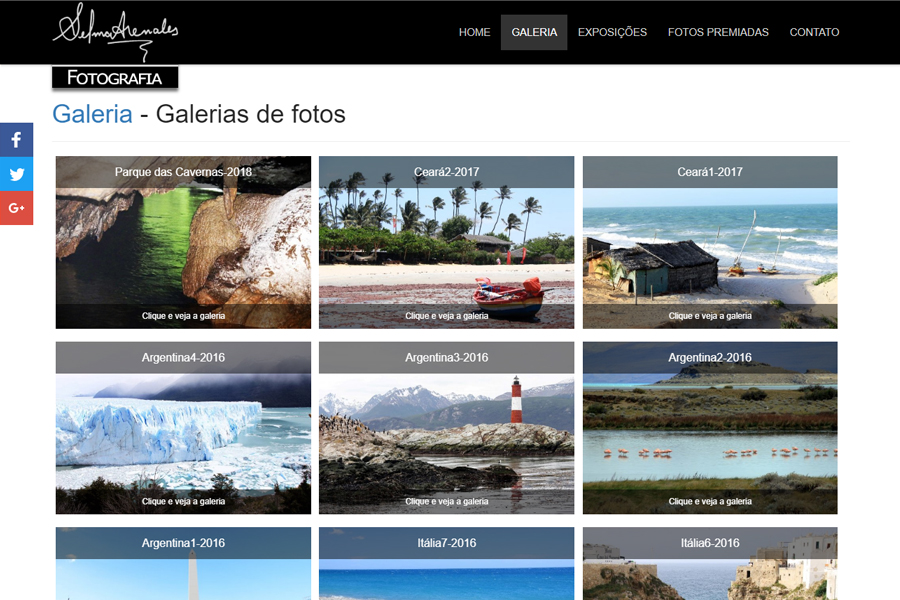 Selma Arenales
FOTOGRAFIA
HOME GALERIA EXPOSIÇÕES FOTOS PREMIADAS CONTATO
Galeria - Galerias de fotos
Parque das Cavernas-2018 Ceará2-2017 Ceará1-2017
Clique e veja a galeria Clique e veja a galeria Clique e veja a galeria
Argentina4-2016 Argentina3-2016 Argentina2-2016
Clique e veja a galeria Clique e veja a galeria Clique e veja a galeria
Argentina1-2016 Itália7-2016 Itália6-2016